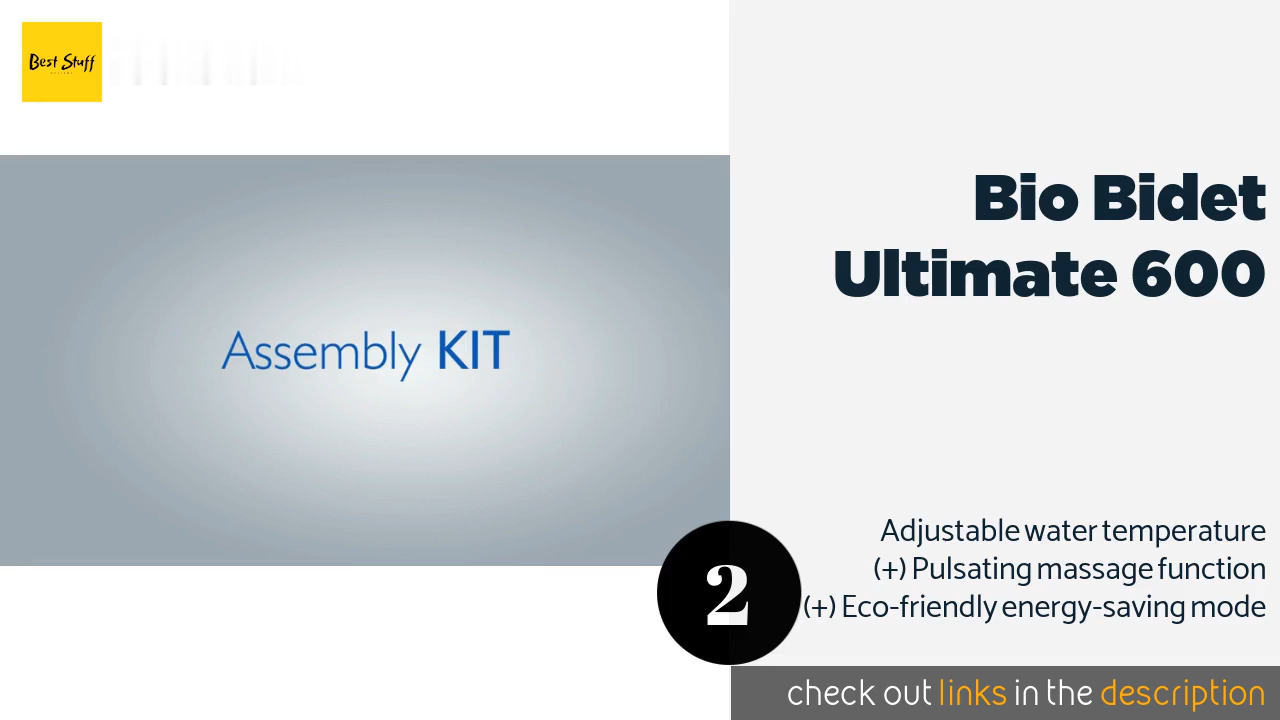 Best Stuff
Bio Bidet
Ultimate 600
Assembly KIT
Adjustable water temperature
(+) Pulsating massage function
(+) Eco-friendly energy-saving mode
2
check out links in the description